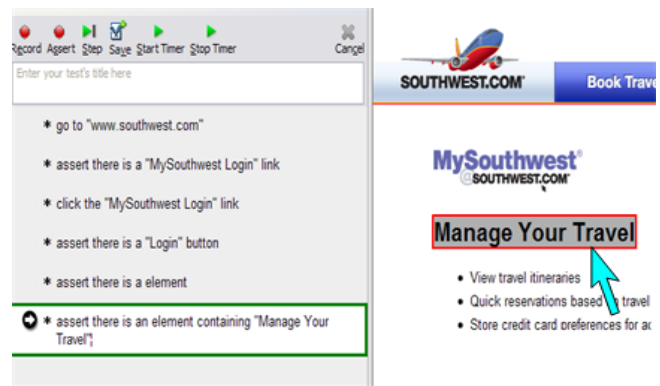 Record Assert Step Save Start Timer Stop Timer Cancel
Enter your test's title here
* go to "www.southwest.com"
* assert there is a "MySouthwest Login" link
* click the "MySouthwest Login" link
* assert there is a "Login" button
* assert there is a element
* assert there is an element containing "Manage Your
Travel";
SOUTHWEST.COM®
Book Trave
MySouthwest®
@SOUTHWEST.COM®
Manage Your Travel
• View travel itineraries
• Quick reservations based travel
• Store credit card preferences for ac